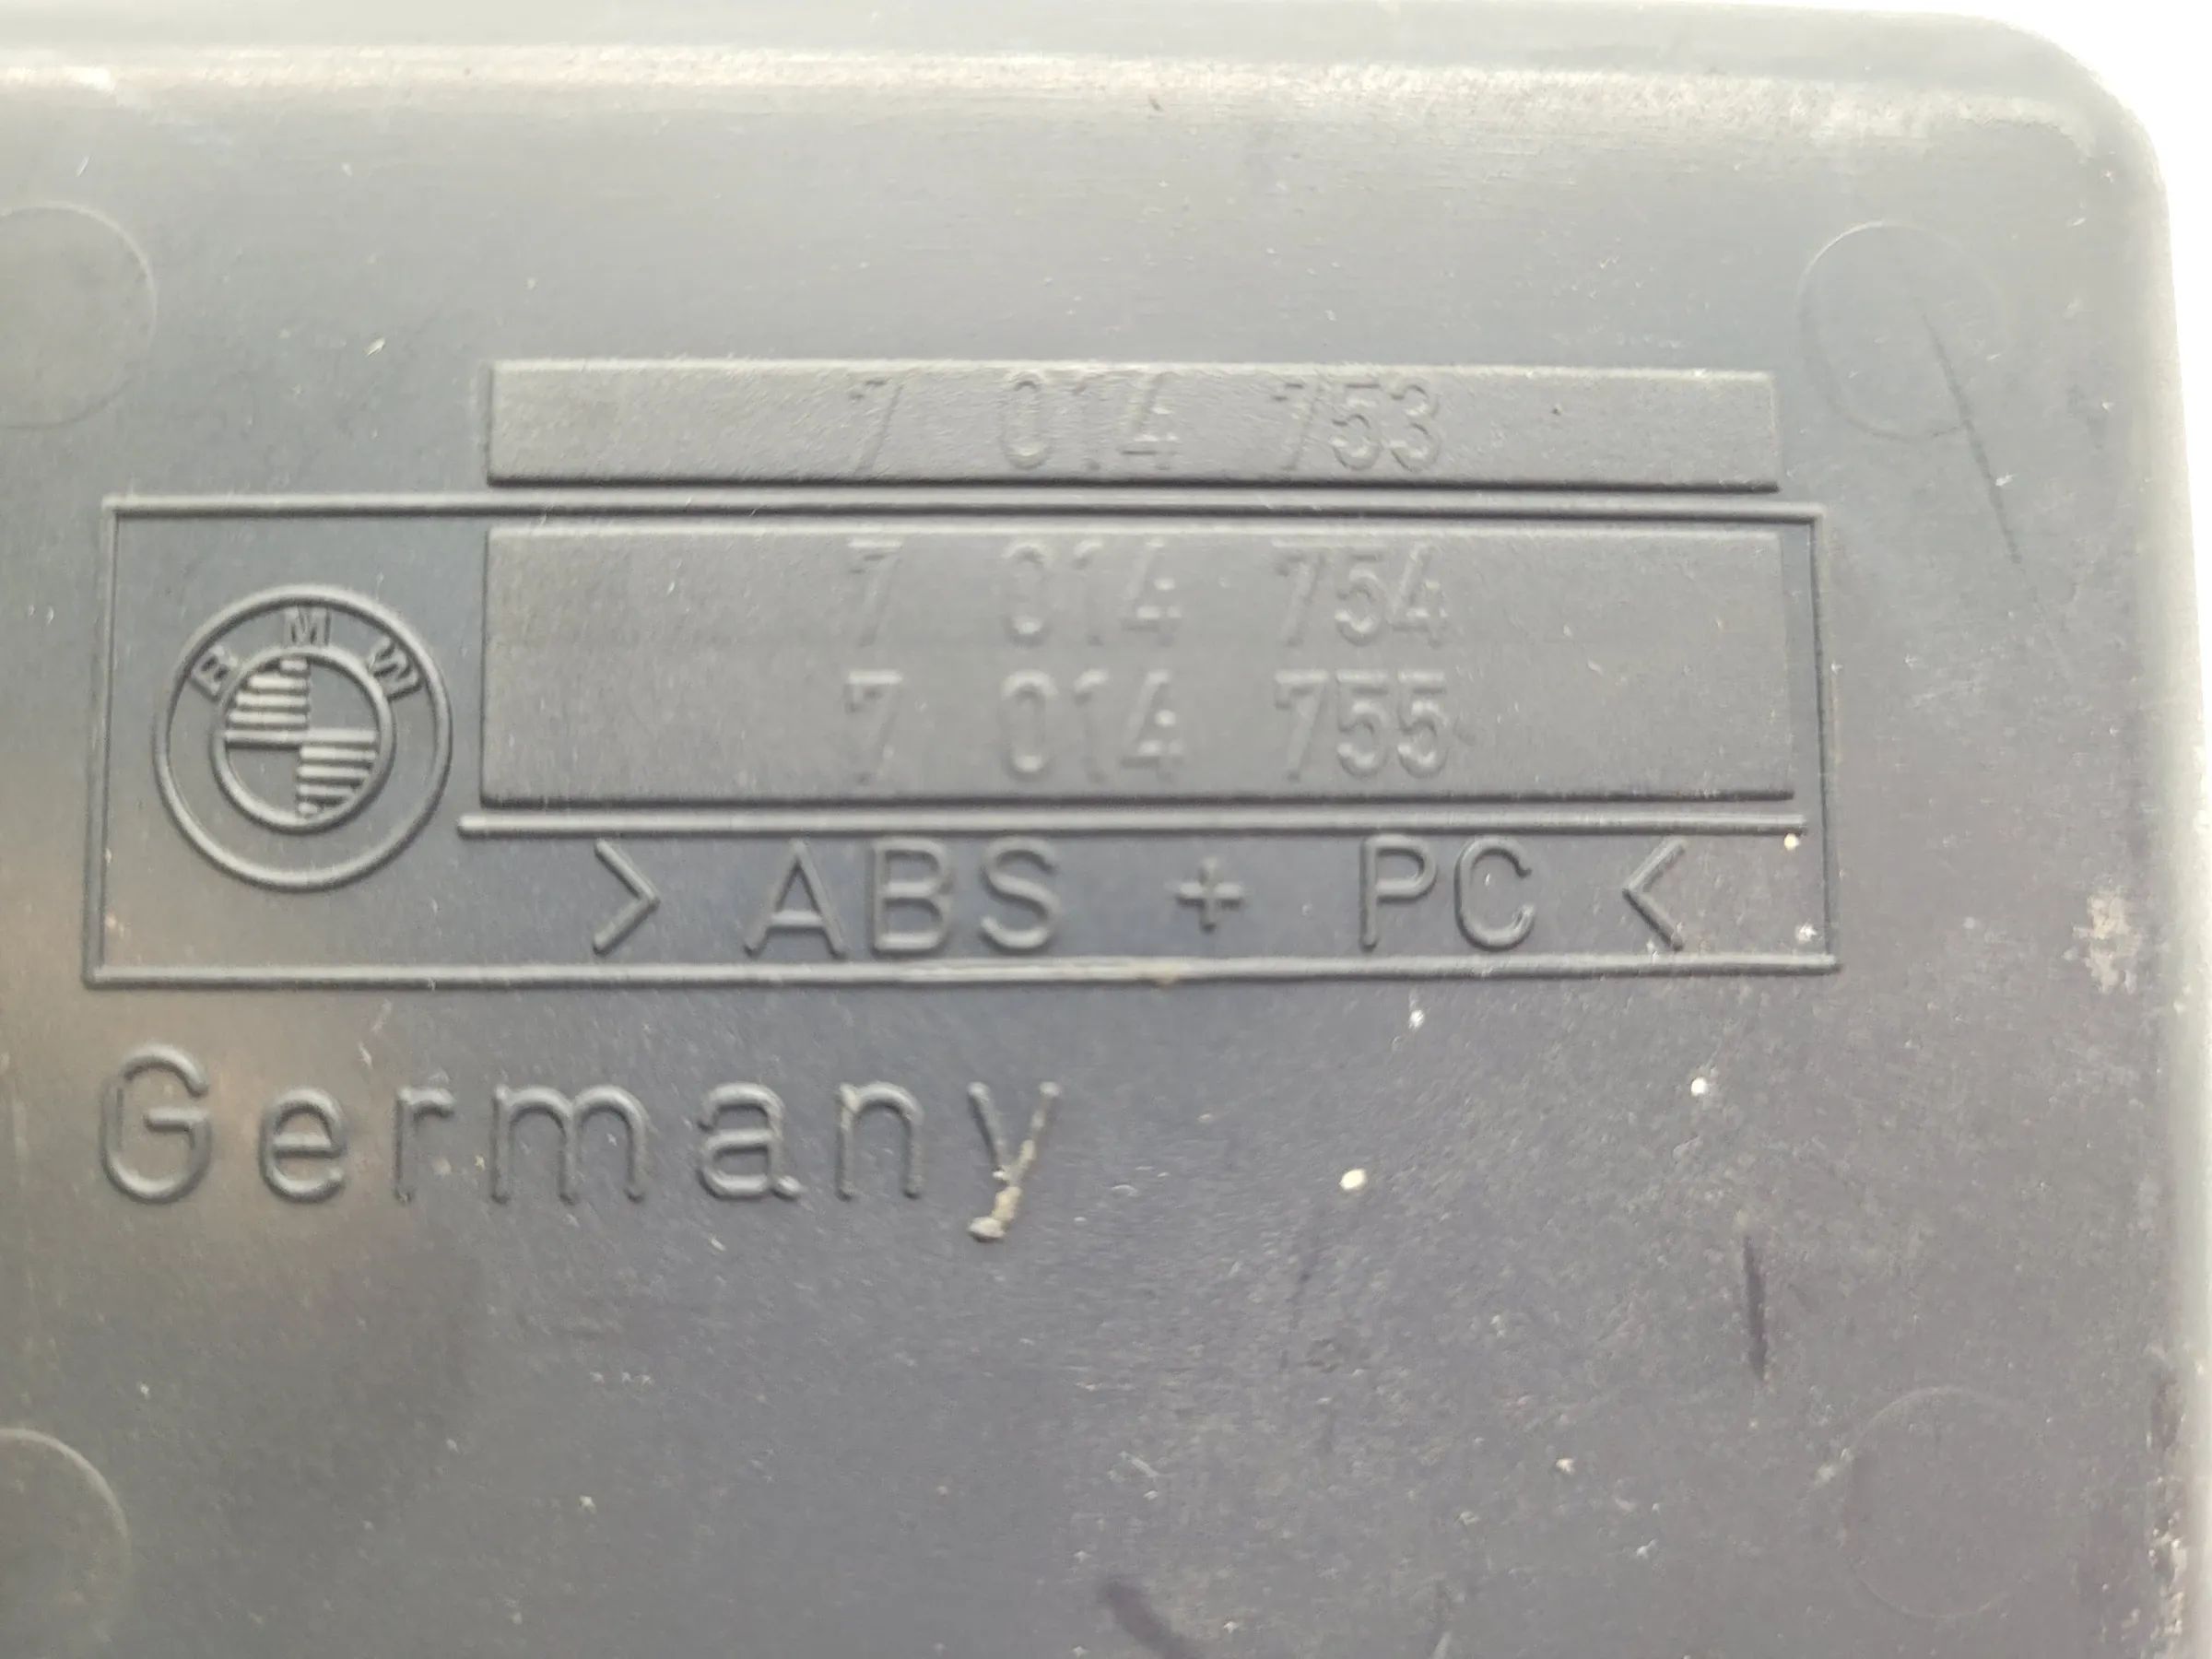 7 014 753
BMW
7 014 754
7 014 755
> ABS + PC <
Germany